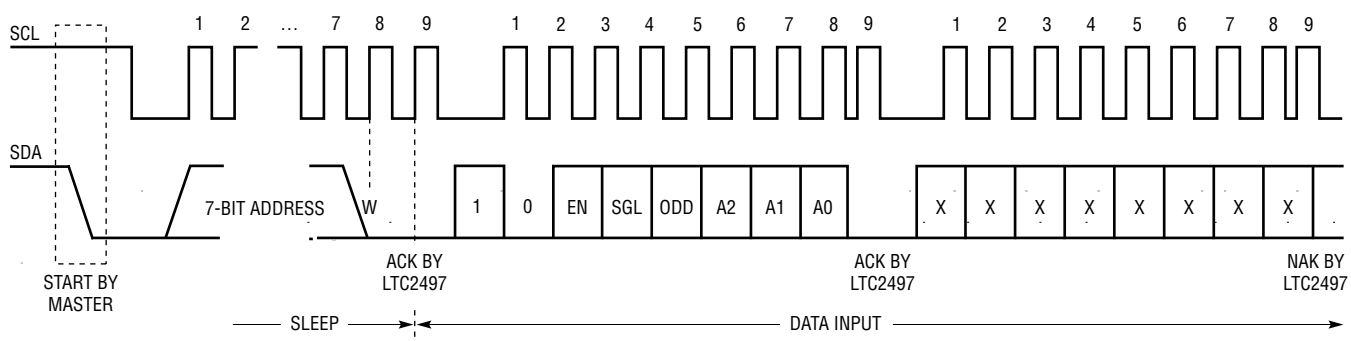 SCL 1 2 … 7 8 9 1 2 3 4 5 6 7 8 9 1 2 3 4 5 6 7 8 9
SDA
7-BIT ADDRESS W 1 0 EN SGL ODD A2 A1 A0 X X X X X X X X
START BY
MASTER
ACK BY
LTC2497
ACK BY
LTC2497
NAK BY
LTC2497
SLEEP DATA INPUT